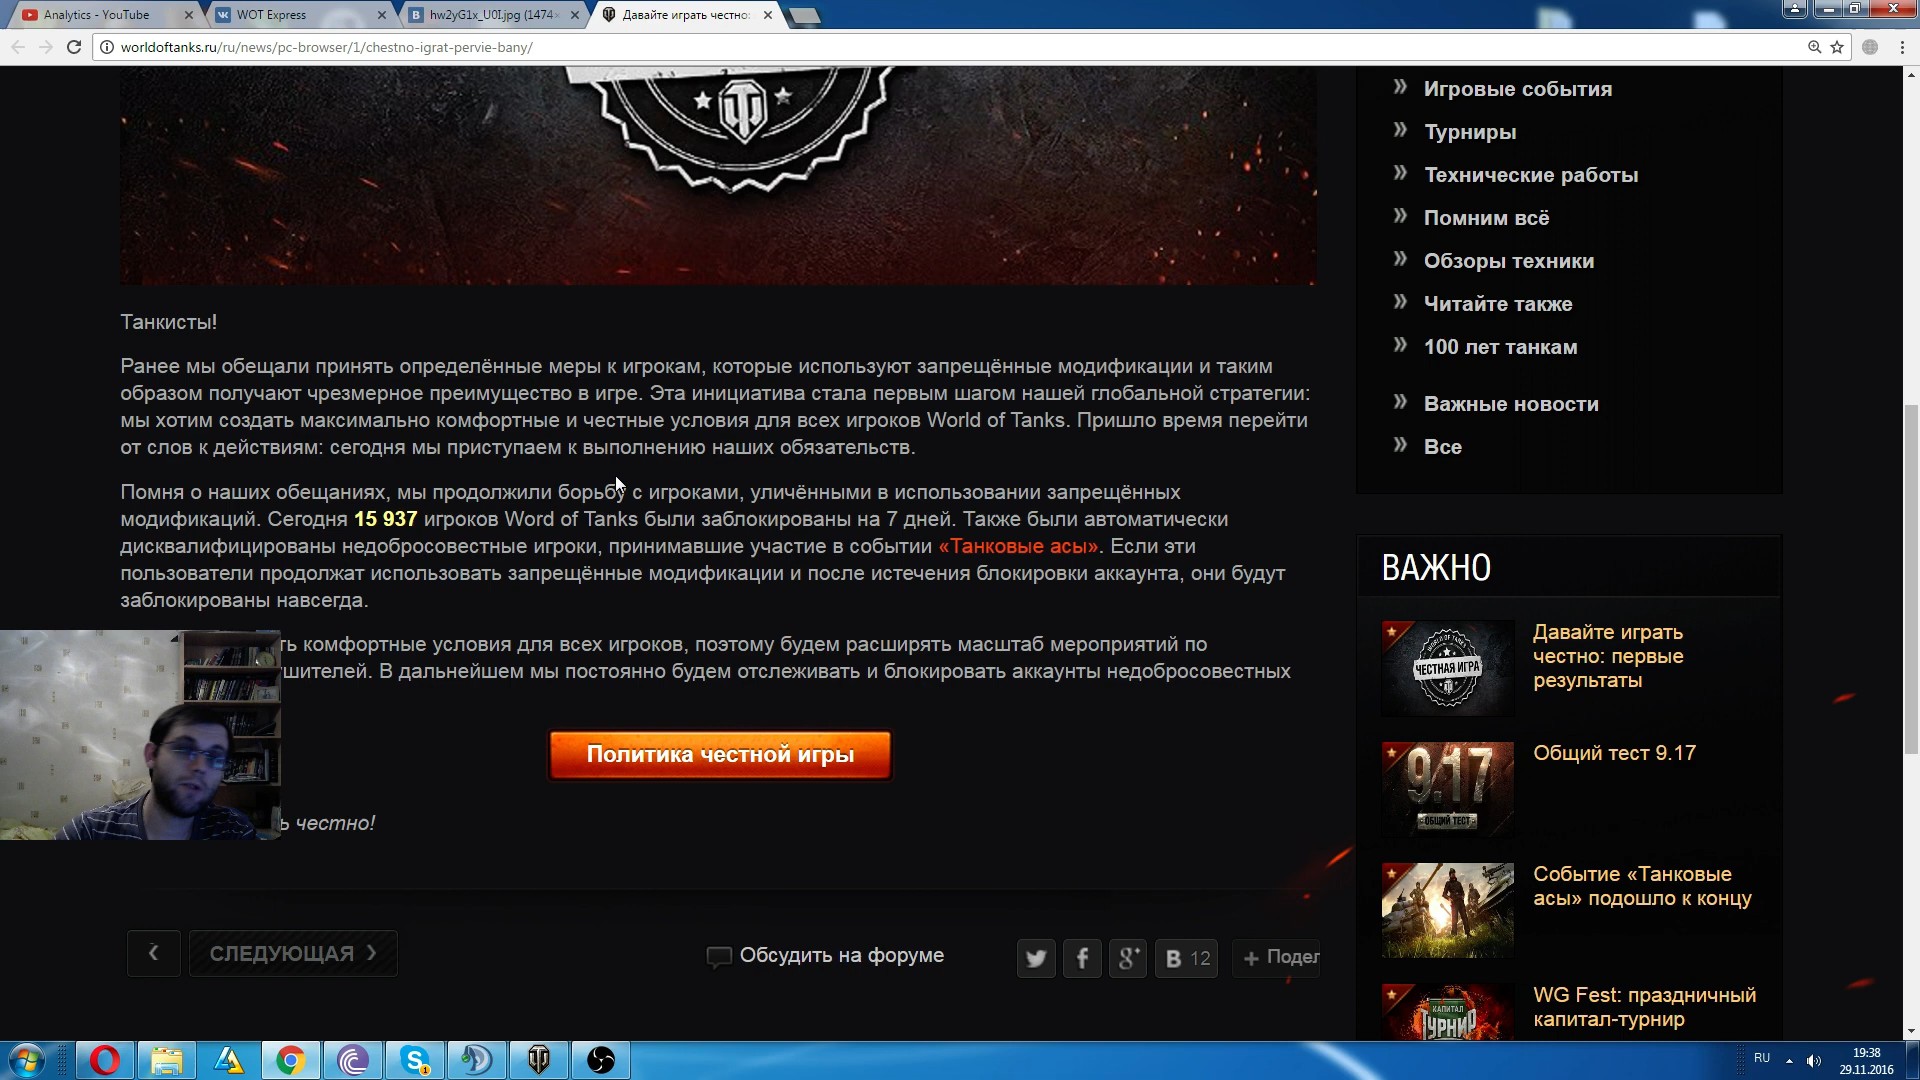 Analytics - YouTube
WOT Express
hw2yG1x_U0I.jpg (1474×
Давайте играть честно:
worldoftanks.ru/ru/news/pc-browser/1/chestno-igrat-pervie-bany/
Танкисты!
Ранее мы обещали принять определённые меры к игрокам, которые используют запрещённые модификации и таким
образом получают чрезмерное преимущество в игре. Эта инициатива стала первым шагом нашей глобальной стратегии:
мы хотим создать максимально комфортные и честные условия для всех игроков World of Tanks. Пришло время перейти
от слов к действиям: сегодня мы приступаем к выполнению наших обязательств.
Помня о наших обещаниях, мы продолжили борьбу с игроками, уличёнными в использовании запрещённых
модификаций. Сегодня 15 937 игроков Word of Tanks были заблокированы на 7 дней. Также были автоматически
дисквалифицированы недобросовестные игроки, принимавшие участие в событии «Танковые асы». Если эти
пользователи продолжат использовать запрещённые модификации и после истечения блокировки аккаунта, они будут
заблокированы навсегда.
ть комфортные условия для всех игроков, поэтому будем расширять масштаб мероприятий по
шителей. В дальнейшем мы постоянно будем отслеживать и блокировать аккаунты недобросовестных
Политика честной игры
ь честно!
СЛЕДУЮЩАЯ
Обсудить на форуме
B 12
+ Подел
Игровые события
Турниры
Технические работы
Помним всё
Обзоры техники
Читайте также
100 лет танкам
Важные новости
Все
ВАЖНО
WORLD OF TANKS
ЧЕСТНАЯ ИГРА
Давайте играть
честно: первые
результаты
9.17
ОБЩИЙ ТЕСТ
Общий тест 9.17
Событие «Танковые
асы» подошло к концу
КАПИТАЛ
ТУРНИР
WG Fest: праздничный
капитал-турнир
RU
19:38
29.11.2016